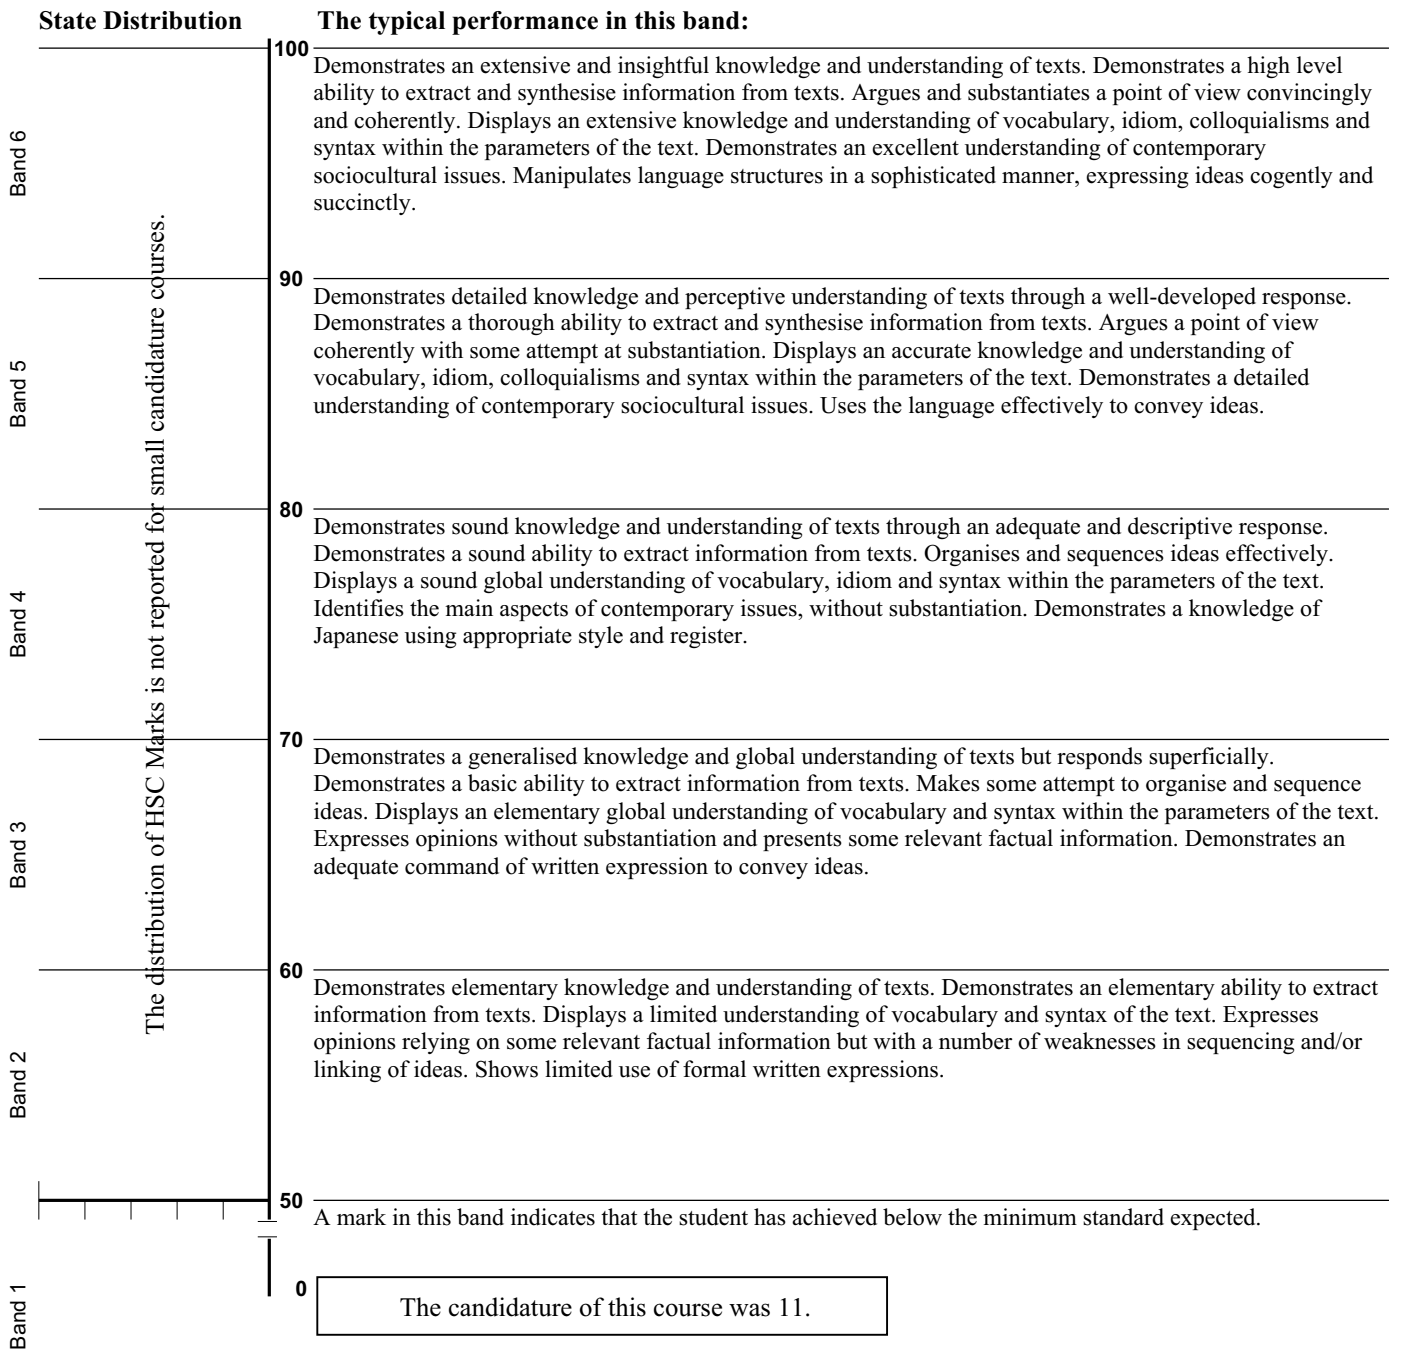 State Distribution
The typical performance in this band:
100
Demonstrates an extensive and insightful knowledge and understanding of texts. Demonstrates a high level
ability to extract and synthesise information from texts. Argues and substantiates a point of view convincingly
and coherently. Displays an extensive knowledge and understanding of vocabulary, idiom, colloquialisms and
syntax within the parameters of the text. Demonstrates an excellent understanding of contemporary
sociocultural issues. Manipulates language structures in a sophisticated manner, expressing ideas cogently and
succinctly.
Band 6
90
Demonstrates detailed knowledge and perceptive understanding of texts through a well-developed response.
Demonstrates a thorough ability to extract and synthesise information from texts. Argues a point of view
coherently with some attempt at substantiation. Displays an accurate knowledge and understanding of
vocabulary, idiom, colloquialisms and syntax within the parameters of the text. Demonstrates a detailed
understanding of contemporary sociocultural issues. Uses the language effectively to convey ideas.
Band 5
80
Demonstrates sound knowledge and understanding of texts through an adequate and descriptive response.
Demonstrates a sound ability to extract information from texts. Organises and sequences ideas effectively.
Displays a sound global understanding of vocabulary, idiom and syntax within the parameters of the text.
Identifies the main aspects of contemporary issues, without substantiation. Demonstrates a knowledge of
Japanese using appropriate style and register.
Band 4
The distribution of HSC Marks is not reported for small candidature courses.
70
Demonstrates a generalised knowledge and global understanding of texts but responds superficially.
Demonstrates a basic ability to extract information from texts. Makes some attempt to organise and sequence
ideas. Displays an elementary global understanding of vocabulary and syntax within the parameters of the text.
Expresses opinions without substantiation and presents some relevant factual information. Demonstrates an
adequate command of written expression to convey ideas.
Band 3
60
Demonstrates elementary knowledge and understanding of texts. Demonstrates an elementary ability to extract
information from texts. Displays a limited understanding of vocabulary and syntax of the text. Expresses
opinions relying on some relevant factual information but with a number of weaknesses in sequencing and/or
linking of ideas. Shows limited use of formal written expressions.
Band 2
50
A mark in this band indicates that the student has achieved below the minimum standard expected.
0
Band 1
The candidature of this course was 11.